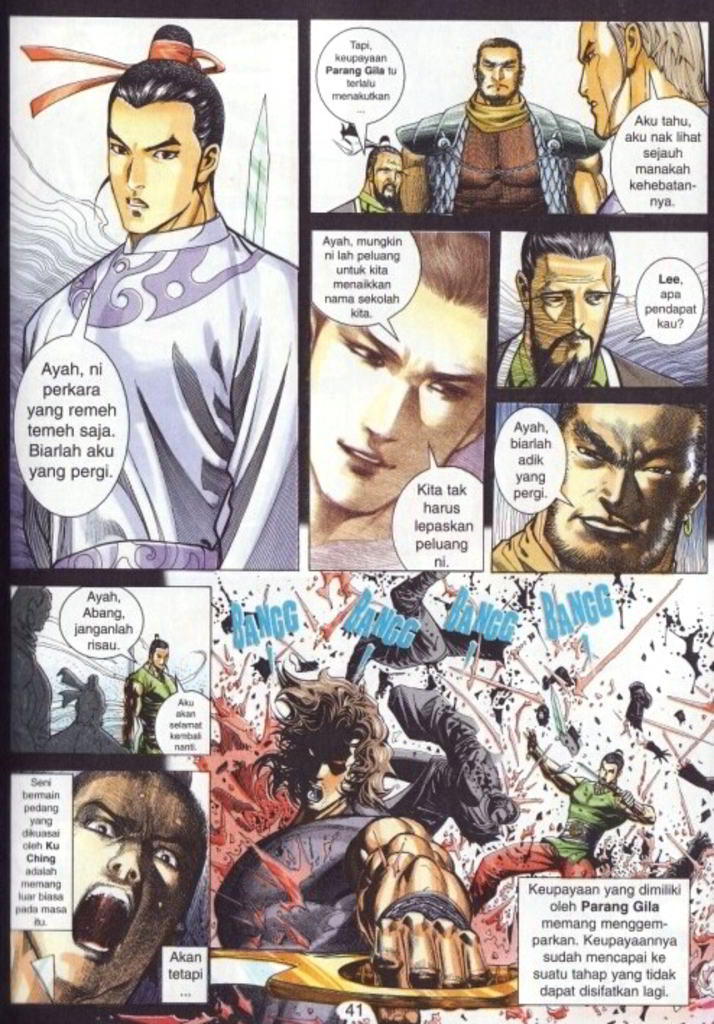 Ayah, ni
perkara
yang remeh
temeh saja.
Biarlah aku
yang pergi.
Tapi,
keupayaan
Parang Gila tu
terlalu
menakutkan
...
Aku tahu,
aku nak lihat
sejauh
manakah
kehebatan-
nya.
Ayah, mungkin
ni lah peluang
untuk kita
menaikkan
nama sekolah
kita.
Kita tak
harus
lepaskan
peluang
ni.
Lee,
apa
pendapat
kau?
Ayah,
biarlah
adik
yang
pergi.
Ayah,
Abang,
janganlah
risau.
Aku
akan
selamat
kembali
nanti.
BANGG
BANGG
BANGG
BANGG
Seni
bermain
pedang
yang
dikuasai
oleh Ku
Ching
adalah
memang
luar biasa
pada masa
itu.
Akan
tetapi
...
Keupayaan yang dimiliki
oleh Parang Gila
memang menggem-
parkan. Keupayaannya
sudah mencapai ke
suatu tahap yang tidak
dapat disifatkan lagi.
41